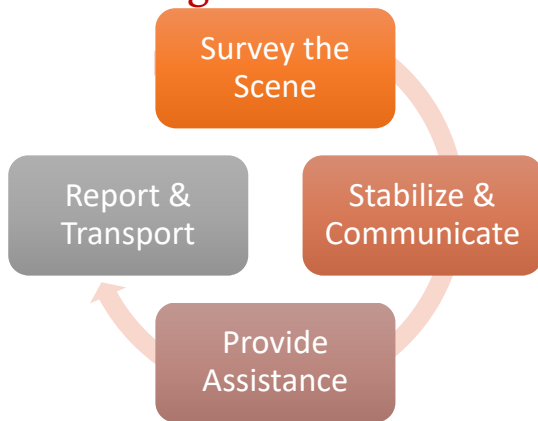 Survey the
Scene
Stabilize &
Communicate
Provide
Assistance
Report &
Transport